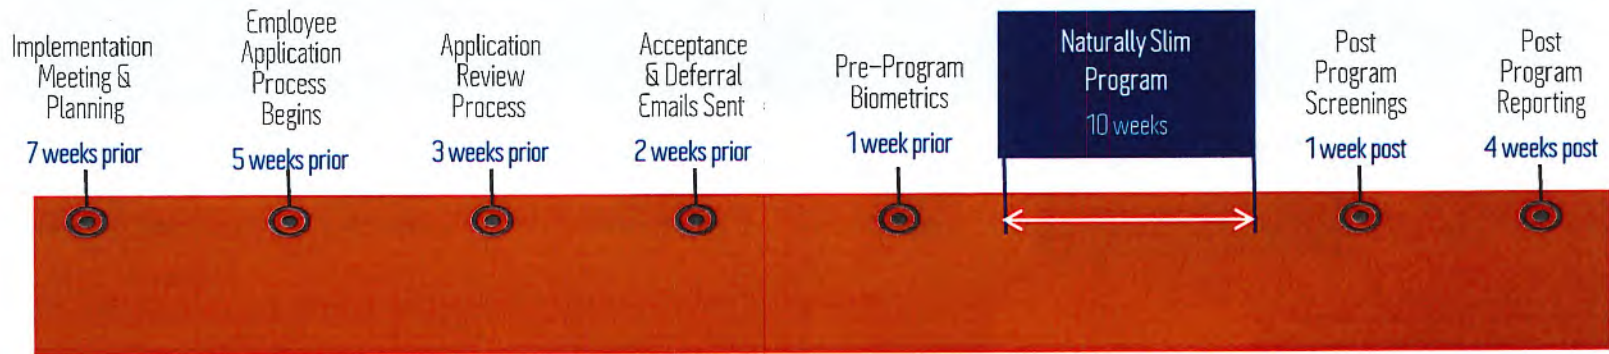 Implementation
Meeting &
Planning
7 weeks prior
Employee
Application
Process
Begins
5 weeks prior
Application
Review
Process
3 weeks prior
Acceptance
& Deferral
Emails Sent
2 weeks prior
Pre-Program
Biometrics
1 week prior
Naturally Slim
Program
10 weeks
Post
Program
Screenings
1 week post
Post
Program
Reporting
4 weeks post